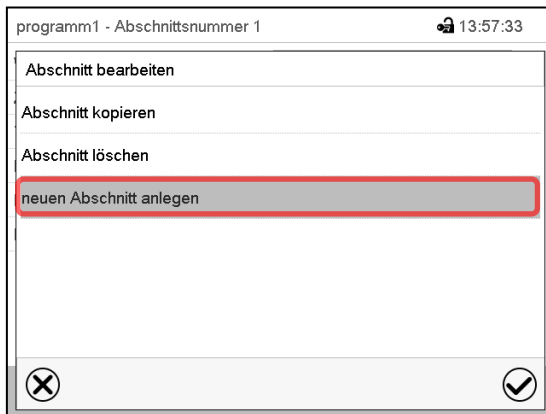 programm1 - Abschnittsnummer 1 13:57:33
Abschnitt bearbeiten
Abschnitt kopieren
Abschnitt löschen
neuen Abschnitt anlegen